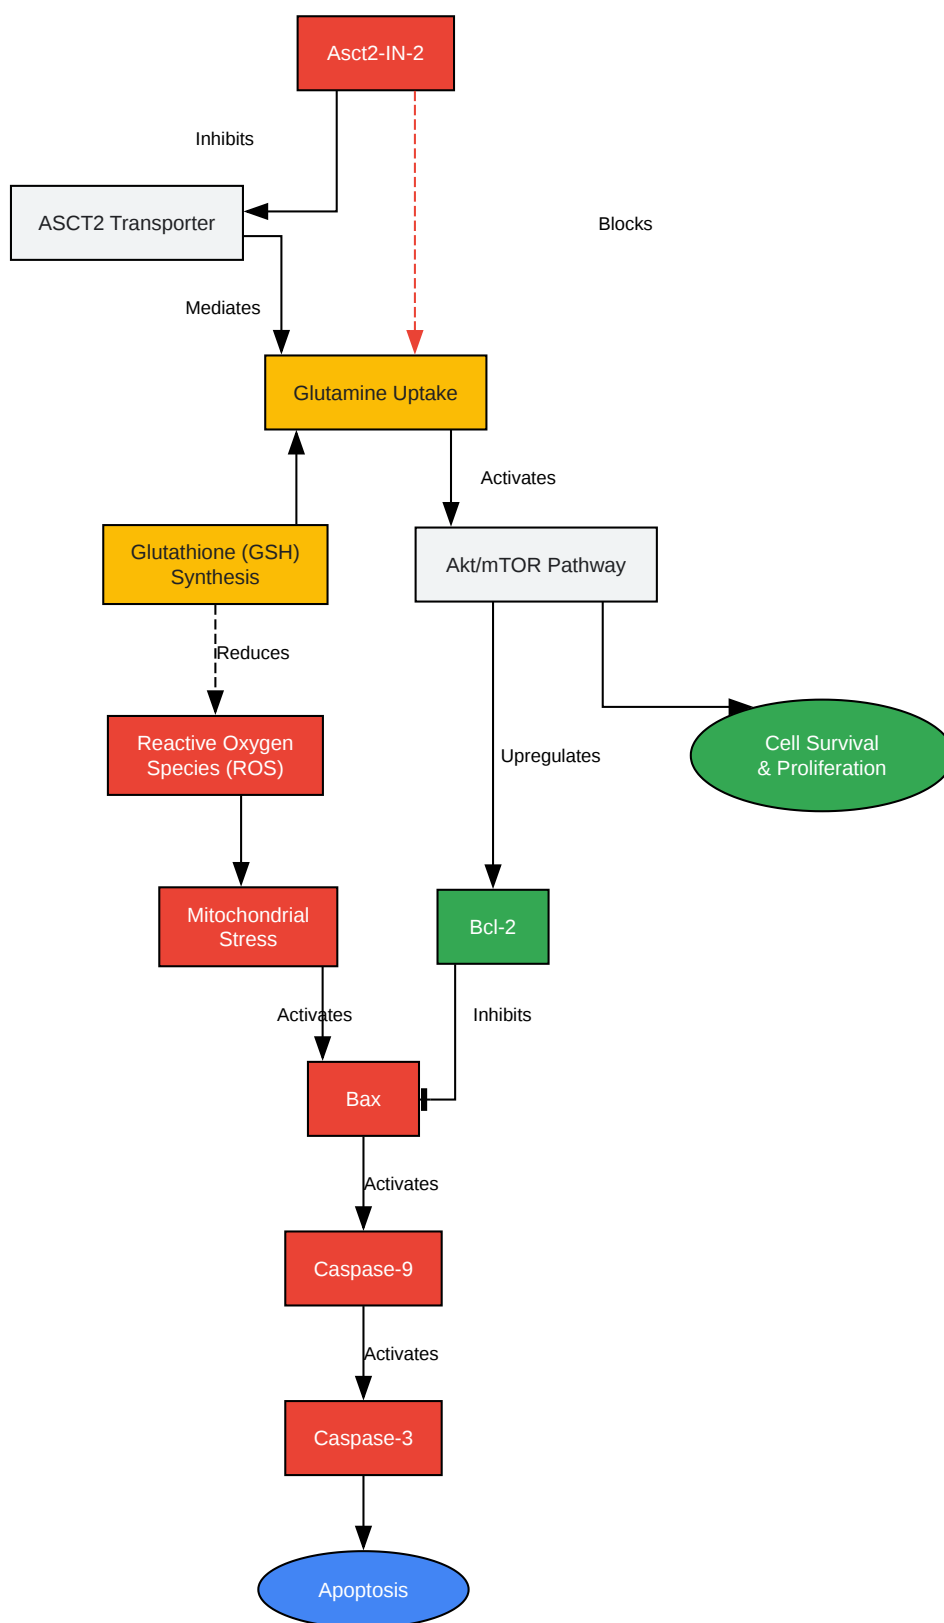 Asct2-IN-2
Inhibits
ASCT2 Transporter
Blocks
Mediates
Glutamine Uptake
Activates
Glutathione (GSH)
Synthesis
Akt/mTOR Pathway
Reduces
Reactive Oxygen
Species (ROS)
Upregulates
Cell Survival
& Proliferation
Mitochondrial
Stress
Bcl-2
Activates
Inhibits
Bax
Activates
Caspase-9
Activates
Caspase-3
Apoptosis